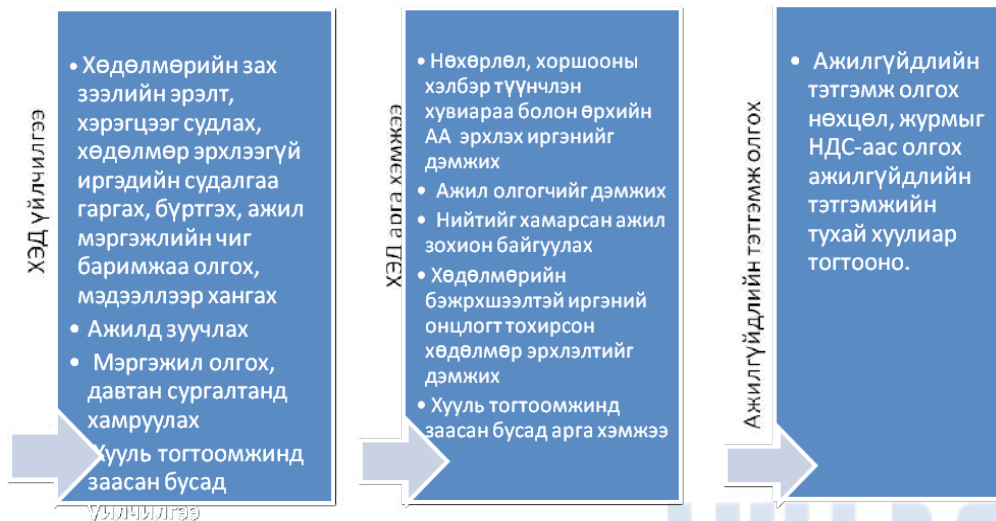 ХЭДҮ үйлчилгээ
• Хөдөлмөрийн зах
зээлийн эрэлт,
хэрэгцээг судлах,
хөдөлмөр эрхлээгүй
иргэдийн судалгаа
гаргах, бүртгэх, ажил
мэргэжлийн чиг
баримжаа олгох,
мэдээллээр хангах
• Ажилд зуучлах
• Мэргэжил олгох,
давтан сургалтанд
хамруулах
Хууль тогтоомжинд
заасан бусад
үйлчилгээ
ХЭД арга хэмжээ
• Нөхөрлөл, хоршооны
хэлбэр түүнчлэн
хувиараа болон өрхийн
АА эрхлэх иргэнийг
дэмжих
• Ажил олгогчийг дэмжих
• Нийтийг хамарсан ажил
зохион байгуулах
• Хөдөлмөрийн
бэжрхшээлтэй иргэний
онцлогт тохирсон
хөдөлмөр эрхлэлтийг
дэмжих
• Хууль тогтоомжинд
заасан бусад арга хэмжээ
Ажилгүйдлийн тэтгэмж олгох
• Ажилгүйдлийн
тэтгэмж олгох
нөхцөл, журмыг
НДС-аас олгох
ажилгүйдлийн
тэтгэмжийн
тухай хуулиар
тогтооно.